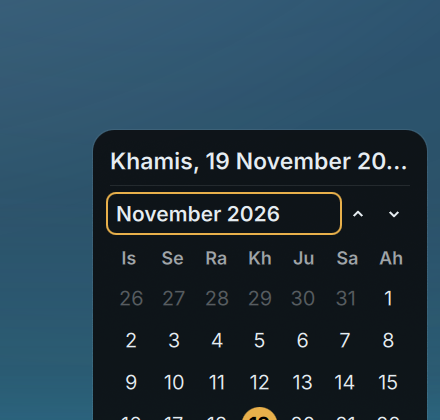 Khamis, 19 November 20...
November 2026
Is Se Ra Kh Ju Sa Ah
26 27 28 29 30 31 1
2 3 4 5 6 7 8
9 10 11 12 13 14 15